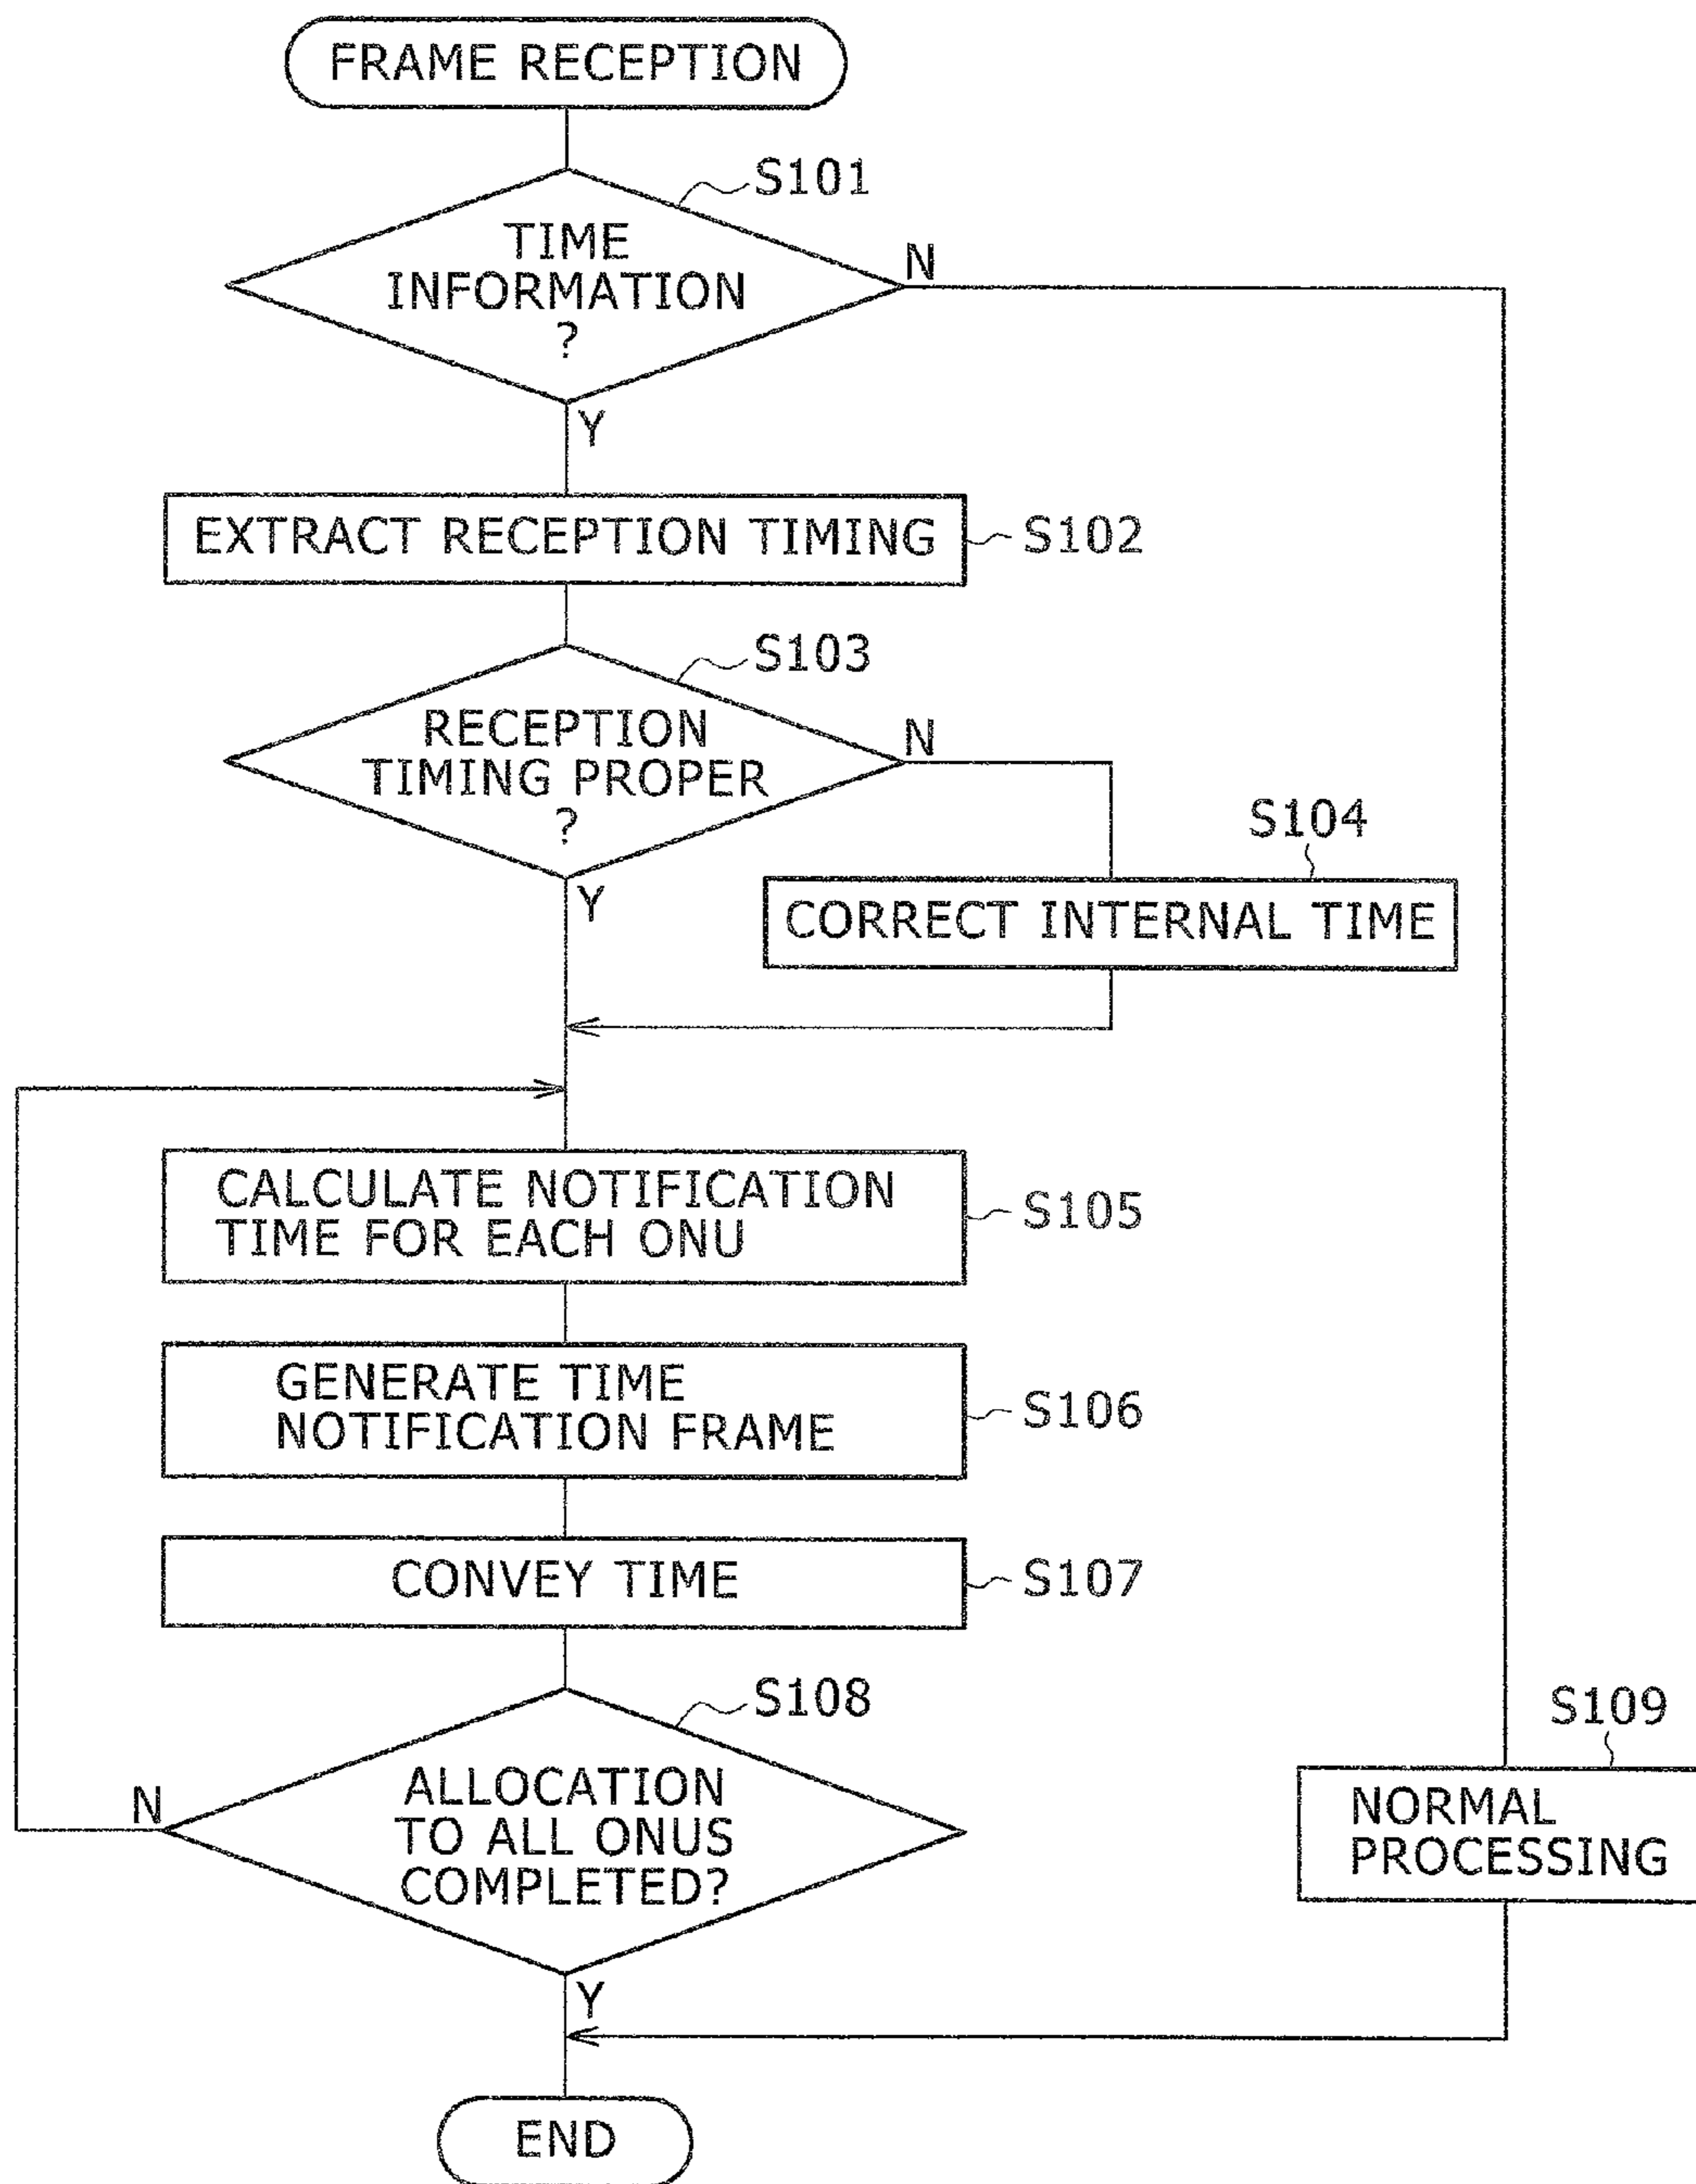 FRAME RECEPTION
S101
TIME
INFORMATION
?
N
Y
EXTRACT RECEPTION TIMING
S102
S103
RECEPTION
TIMING PROPER
?
N
Y
S104
CORRECT INTERNAL TIME
CALCULATE NOTIFICATION
TIME FOR EACH ONU
S105
GENERATE TIME
NOTIFICATION FRAME
S106
CONVEY TIME
S107
S108
ALLOCATION
TO ALL ONUS
COMPLETED?
N
Y
S109
NORMAL
PROCESSING
END